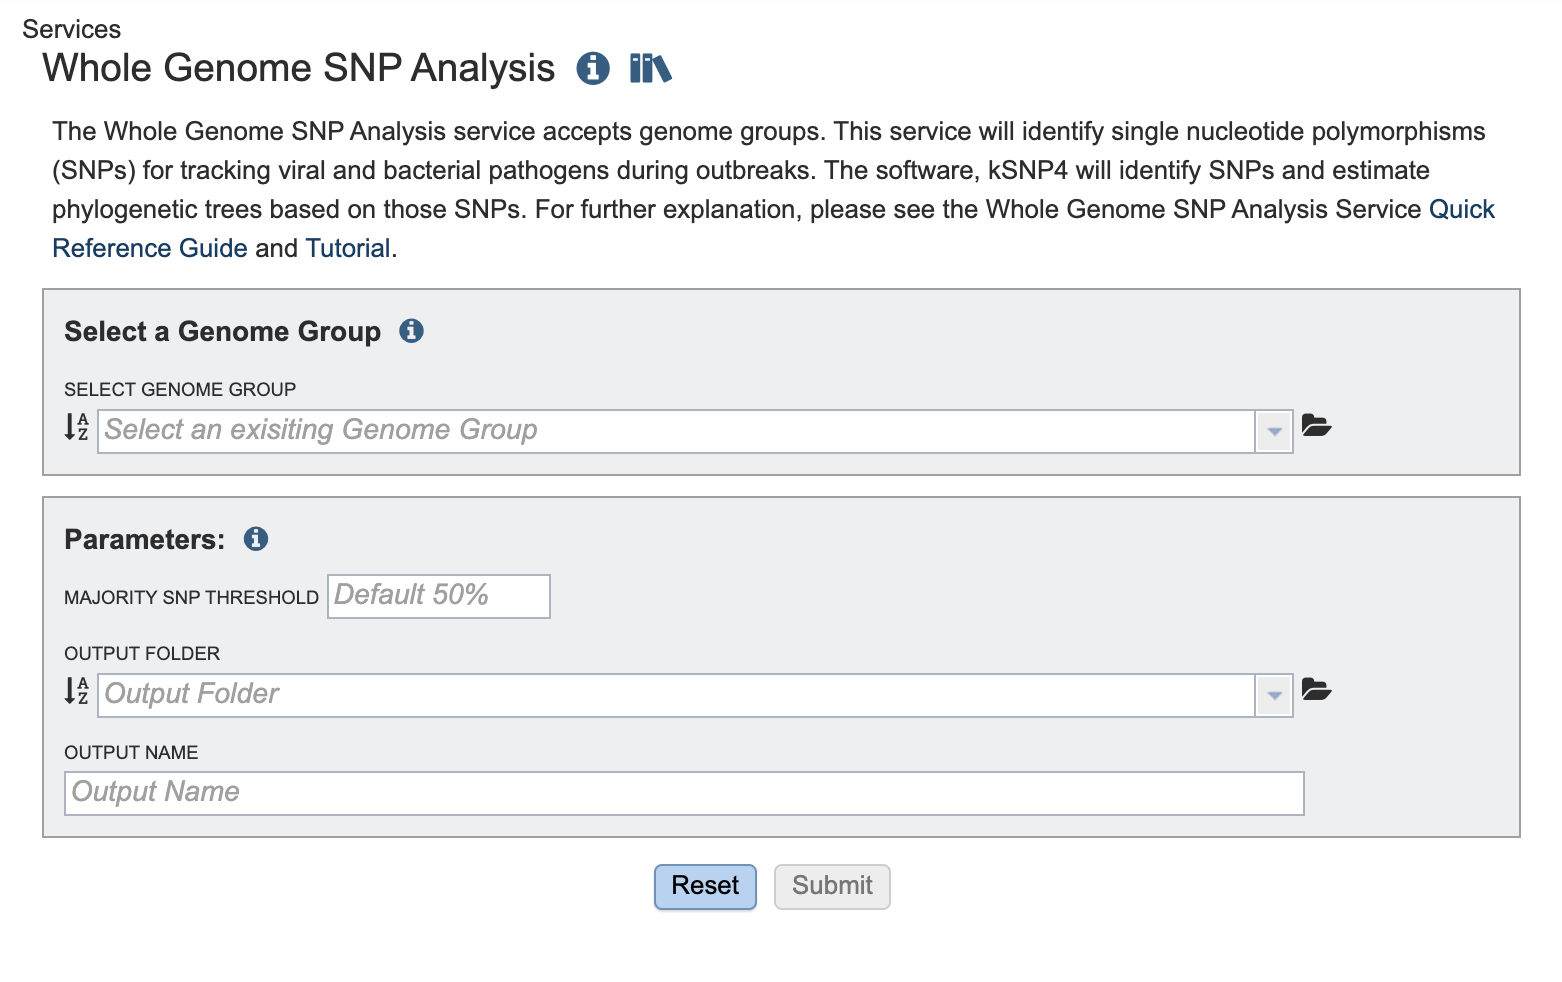 Services
Whole Genome SNP Analysis
The Whole Genome SNP Analysis service accepts genome groups. This service will identify single nucleotide polymorphisms
(SNPs) for tracking viral and bacterial pathogens during outbreaks. The software, kSNP4 will identify SNPs and estimate
phylogenetic trees based on those SNPs. For further explanation, please see the Whole Genome SNP Analysis Service Quick
Reference Guide and Tutorial.
Select a Genome Group
SELECT GENOME GROUP
Select an exisiting Genome Group
Parameters:
MAJORITY SNP THRESHOLD Default 50%
OUTPUT FOLDER
Output Folder
OUTPUT NAME
Output Name
Reset Submit